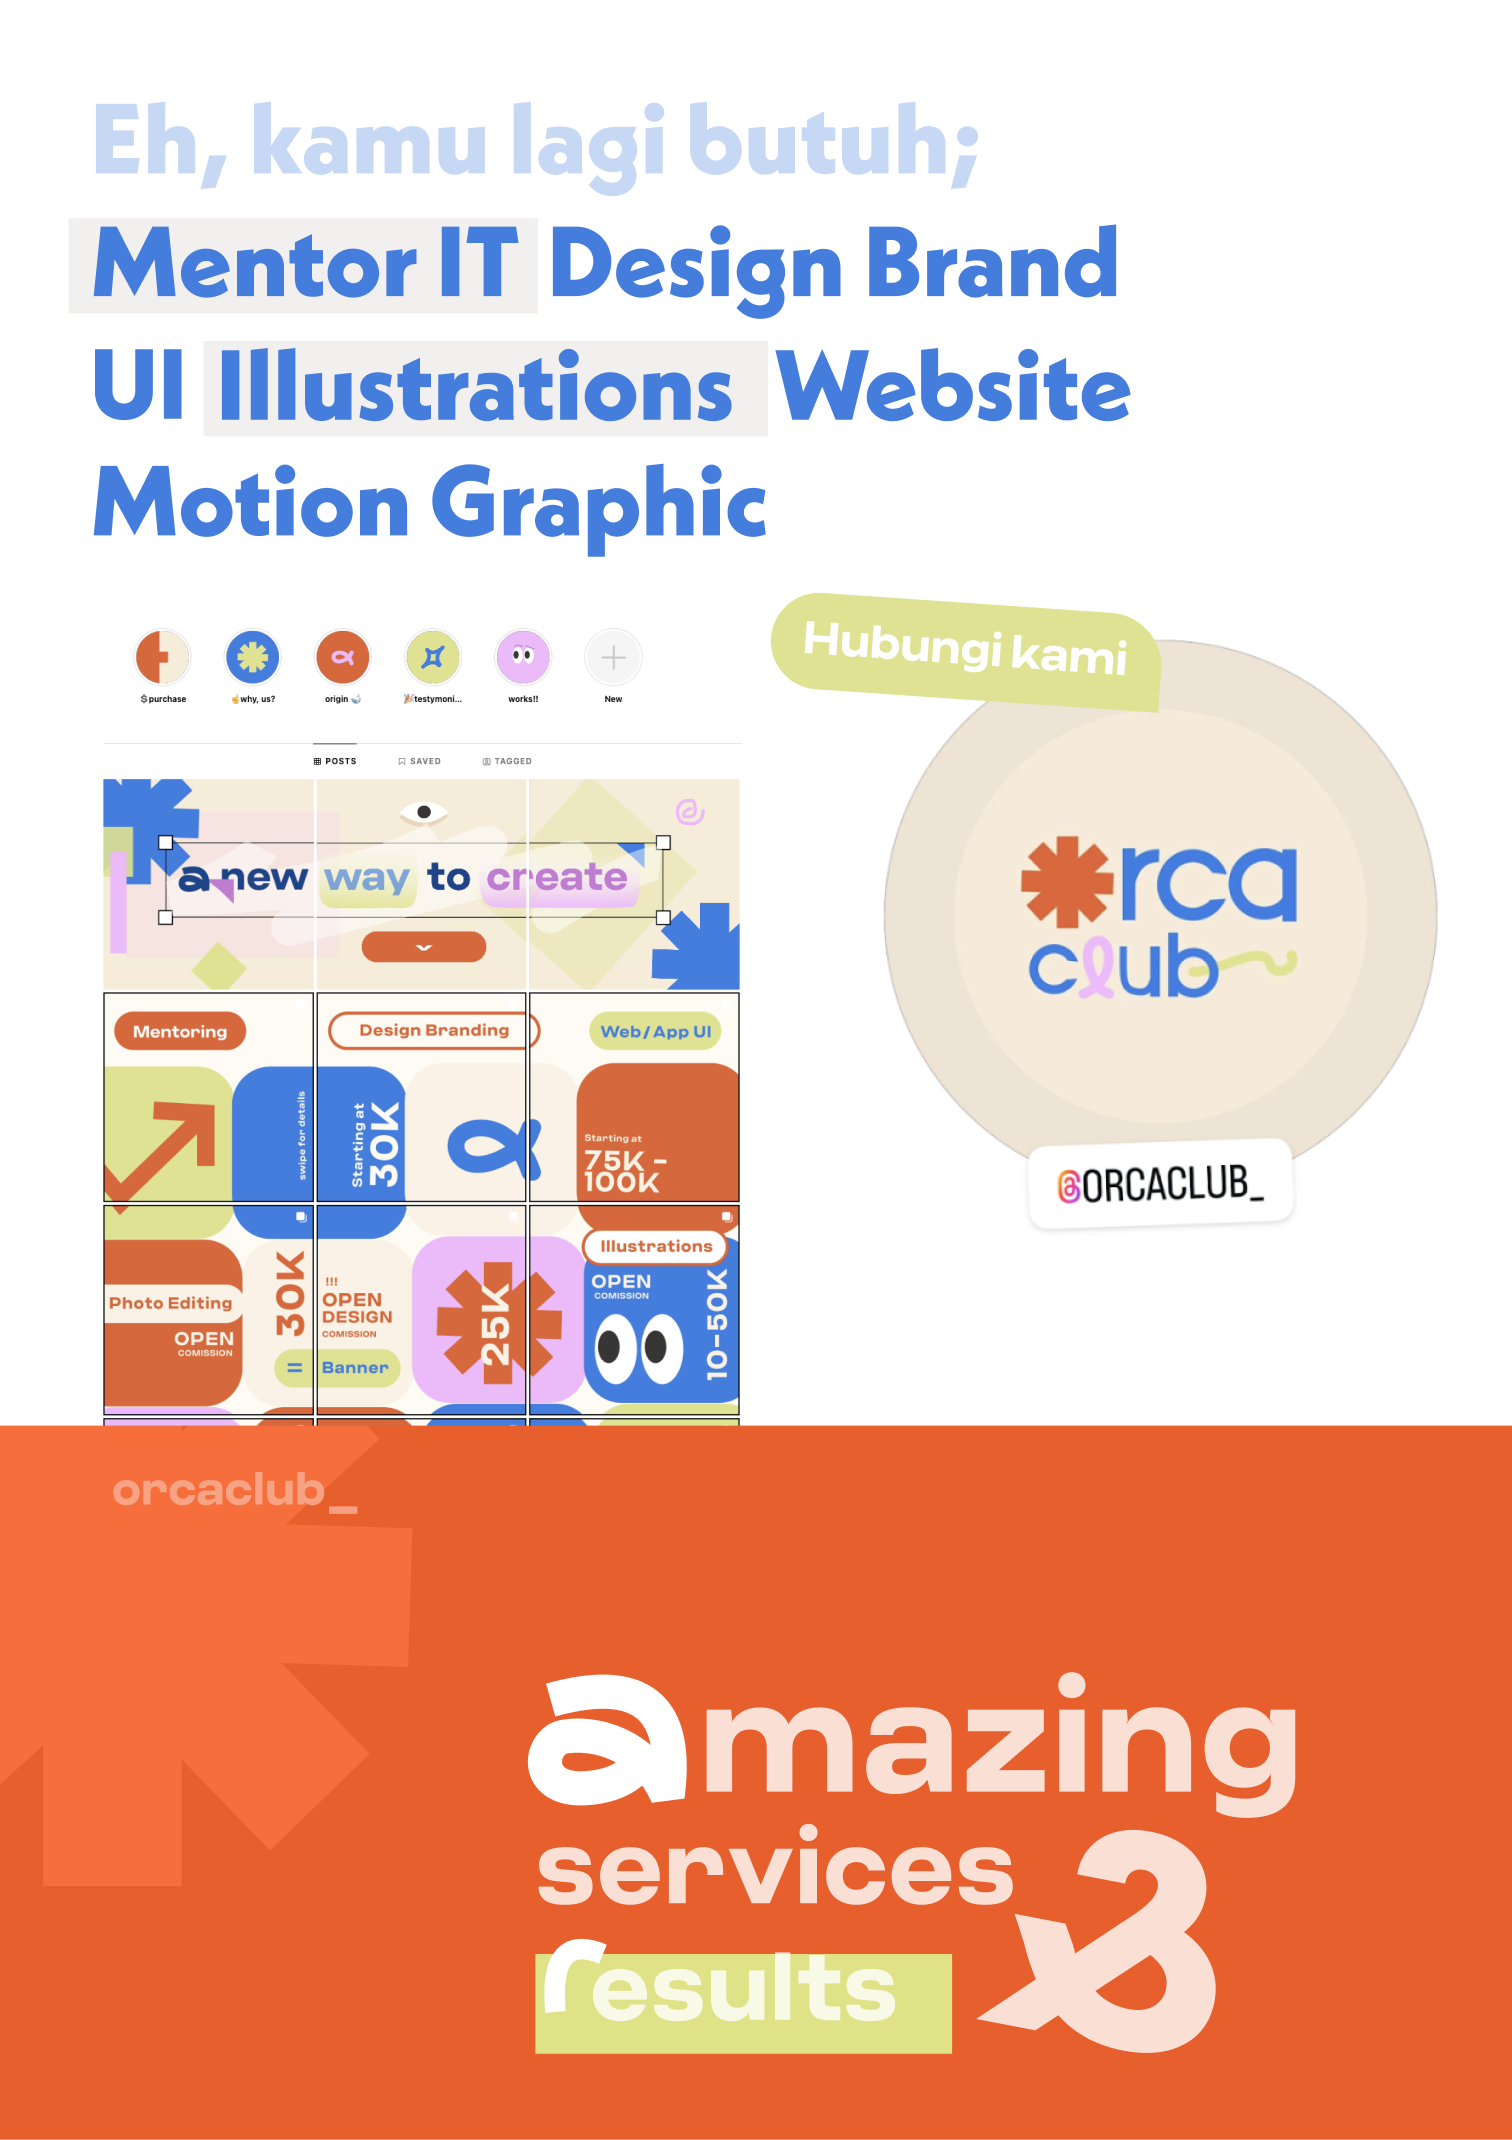 Eh, kamu lagi butuh;
Mentor IT Design Brand
UI Illustrations Website
Motion Graphic
$purchase
why, us?
origin
testymoni...
works!!
New
POSTS
SAVED
TAGGED
a new way to create
Mentoring
Design Branding
Web/App UI
swipe for details
Starting at
30K
Starting at
75K -
100K
Photo Editing
OPEN
COMISSION
30K
!!!
OPEN
DESIGN
COMISSION
= Banner
25K
Illustrations
OPEN
COMISSION
10-50K
Hubungi kami
orca
club
@ORCACLUB_
orcaclub_
amazing
services &
results